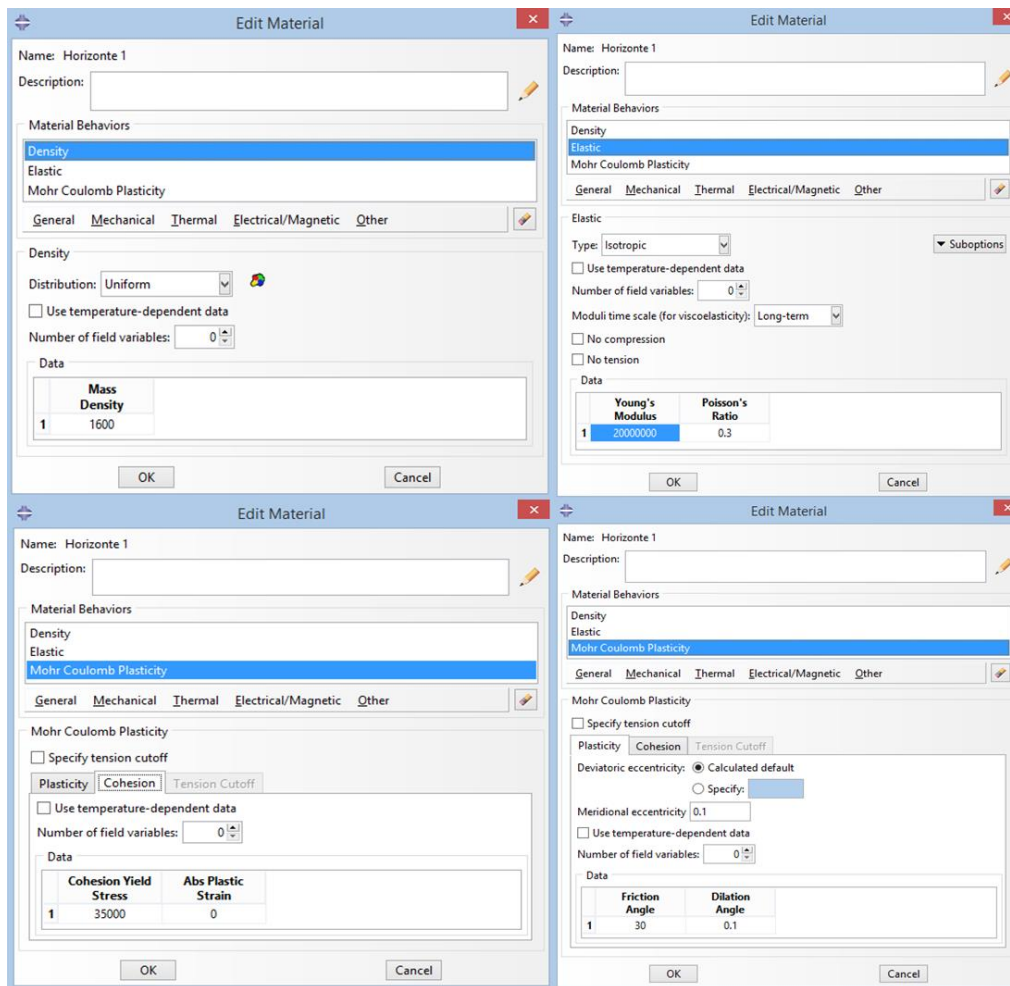 Edit Material
Name: Horizonte 1
Description:
Material Behaviors
Density
Elastic
Mohr Coulomb Plasticity
General Mechanical Thermal Electrical/Magnetic Other
Density
Distribution: Uniform
Use temperature-dependent data
Number of field variables: 0
Data
Mass
Density
1 1600
OK Cancel
Edit Material
Name: Horizonte 1
Description:
Material Behaviors
Density
Elastic
Mohr Coulomb Plasticity
General Mechanical Thermal Electrical/Magnetic Other
Elastic
Type: Isotropic Suboptions
Use temperature-dependent data
Number of field variables: 0
Moduli time scale (for viscoelasticity): Long-term
No compression
No tension
Data
Young's Poisson's
Modulus Ratio
1 20000000 0.3
OK Cancel
Edit Material
Name: Horizonte 1
Description:
Material Behaviors
Density
Elastic
Mohr Coulomb Plasticity
General Mechanical Thermal Electrical/Magnetic Other
Mohr Coulomb Plasticity
Specify tension cutoff
Plasticity Cohesion Tension Cutoff
Use temperature-dependent data
Number of field variables: 0
Data
Cohesion Yield Abs Plastic
Stress Strain
1 35000 0
OK Cancel
Edit Material
Name: Horizonte 1
Description:
Material Behaviors
Density
Elastic
Mohr Coulomb Plasticity
General Mechanical Thermal Electrical/Magnetic Other
Mohr Coulomb Plasticity
Specify tension cutoff
Plasticity Cohesion Tension Cutoff
Deviatoric eccentricity: Calculated default
Specify:
Meridional eccentricity 0.1
Use temperature-dependent data
Number of field variables: 0
Data
Friction Dilation
Angle Angle
1 30 0.1
OK Cancel